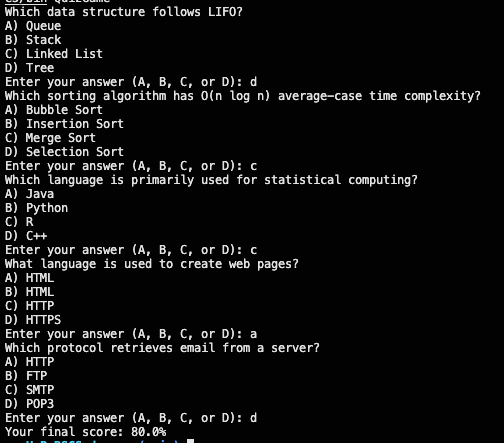 Which data structure follows LIFO?
A) Queue
B) Stack
C) Linked List
D) Tree
Enter your answer (A, B, C, or D): d
Which sorting algorithm has O(n log n) average-case time complexity?
A) Bubble Sort
B) Insertion Sort
C) Merge Sort
D) Selection Sort
Enter your answer (A, B, C, or D): c
Which language is primarily used for statistical computing?
A) Java
B) Python
C) R
D) C++
Enter your answer (A, B, C, or D): c
What language is used to create web pages?
A) HTML
B) HTML
C) HTTP
D) HTTPS
Enter your answer (A, B, C, or D): a
Which protocol retrieves email from a server?
A) HTTP
B) FTP
C) SMTP
D) POP3
Enter your answer (A, B, C, or D): d
Your final score: 80.0%